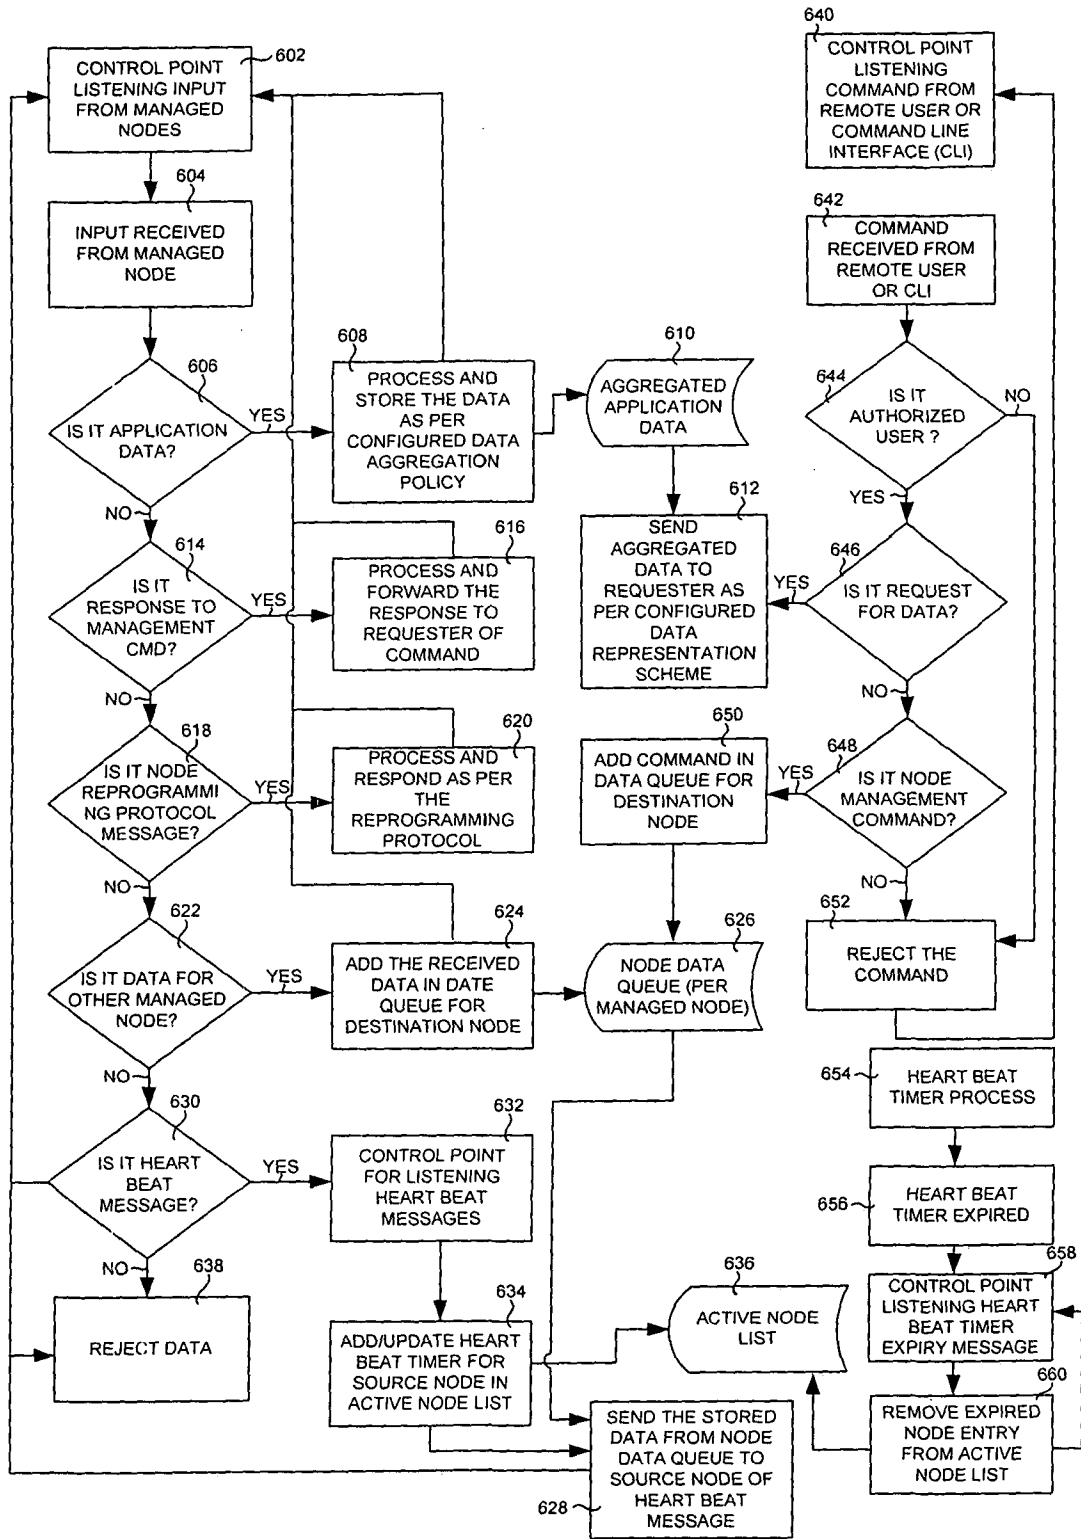 602
CONTROL POINT
LISTENING INPUT
FROM MANAGED
NODES
604
INPUT RECEIVED
FROM MANAGED
NODE
606
IS IT APPLICATION
DATA?
YES
NO
608
PROCESS AND
STORE THE DATA
AS PER
CONFIGURED DATA
AGGREGATION
POLICY
610
AGGREGATED
APPLICATION
DATA
612
SEND
AGGREGATED
DATA TO
REQUESTER AS
PER CONFIGURED
DATA
REPRESENTATION
SCHEME
614
IS IT
RESPONSE TO
MANAGEMENT
CMD?
YES
NO
616
PROCESS AND
FORWARD THE
RESPONSE TO
REQUESTER OF
COMMAND
618
IS IT NODE
REPROGRAMMI
NG PROTOCOL
MESSAGE?
YES
NO
620
PROCESS AND
RESPOND AS PER
THE
REPROGRAMMING
PROTOCOL
622
IS IT DATA FOR
OTHER MANAGED
NODE?
YES
NO
624
ADD THE RECEIVED
DATA IN DATE
QUEUE FOR
DESTINATION NODE
626
NODE DATA
QUEUE (PER
MANAGED NODE)
630
IS IT HEART
BEAT
MESSAGE?
YES
NO
632
CONTROL POINT
FOR LISTENING
HEART BEAT
MESSAGES
634
ADD/UPDATE HEART
BEAT TIMER FOR
SOURCE NODE IN
ACTIVE NODE LIST
636
ACTIVE NODE
LIST
638
REJECT DATA
SEND THE STORED
DATA FROM NODE
DATA QUEUE TO
SOURCE NODE OF
HEART BEAT
MESSAGE
628
640
CONTROL POINT
LISTENING
COMMAND FROM
REMOTE USER OR
COMMAND LINE
INTERFACE (CLI)
642
COMMAND
RECEIVED FROM
REMOTE USER
OR CLI
644
IS IT
AUTHORIZED
USER ?
NO
YES
646
IS IT REQUEST
FOR DATA?
YES
NO
648
IS IT NODE
MANAGEMENT
COMMAND?
YES
NO
650
ADD COMMAND IN
DATA QUEUE FOR
DESTINATION
NODE
652
REJECT THE
COMMAND
654
HEART BEAT
TIMER PROCESS
656
HEART BEAT
TIMER EXPIRED
658
CONTROL POINT
LISTENING HEART
BEAT TIMER
EXPIRY MESSAGE
660
REMOVE EXPIRED
NODE ENTRY
FROM ACTIVE
NODE LIST